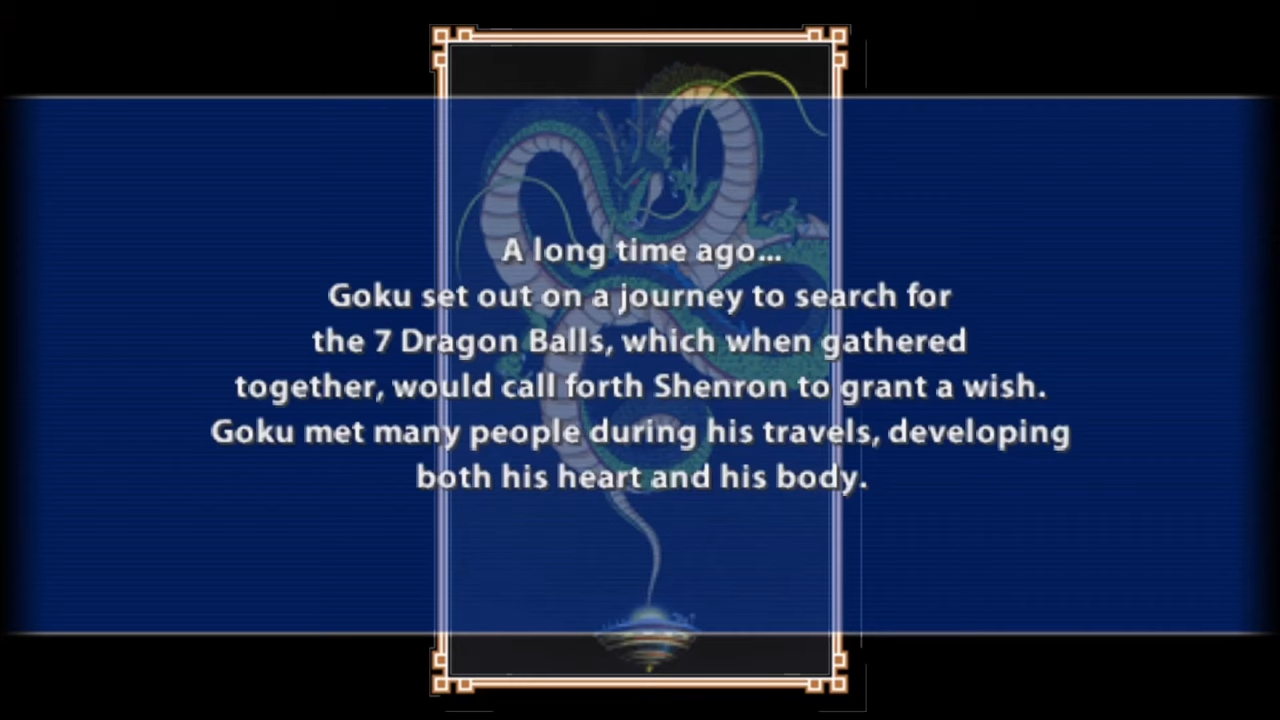 A long time ago...
Goku set out on a journey to search for
the 7 Dragon Balls, which when gathered
together, would call forth Shenron to grant a wish.
Goku met many people during his travels, developing
both his heart and his body.